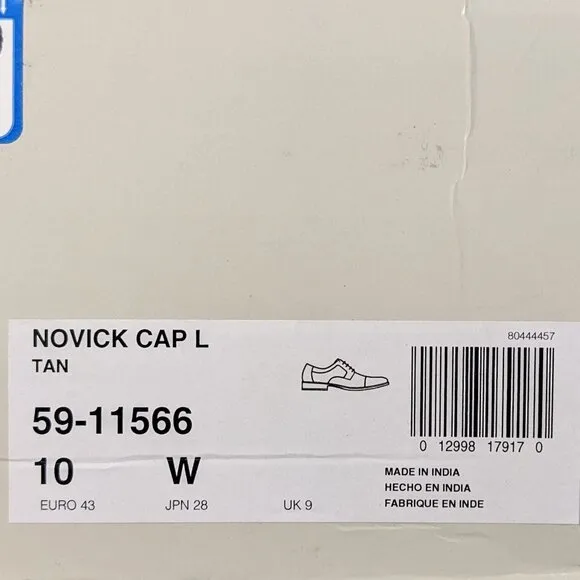 NOVICK CAP L
TAN
80444457
59-11566
0 12998 17917 0
10 W
MADE IN INDIA
HECHO EN INDIA
FABRIQUE EN INDE
EURO 43 JPN 28 UK 9